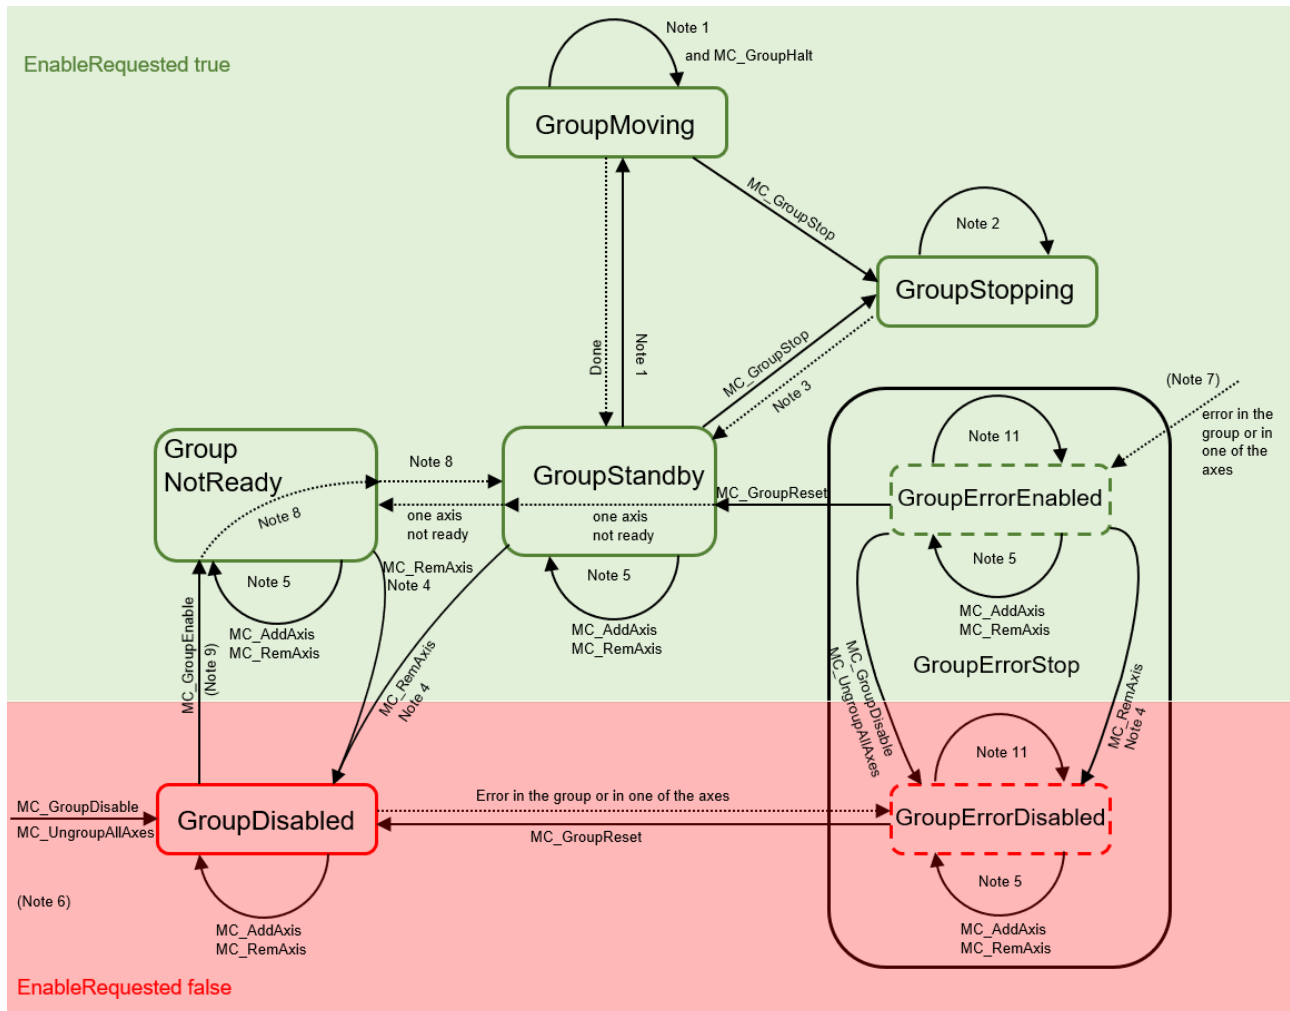 EnableRequested true
Note 1
and MC_GroupHalt
GroupMoving
MC_GroupStop
Note 2
GroupStopping
Done
Note 1
MC_GroupStop
Note 3
(Note 7)
error in the
group or in
one of the
axes
Group
NotReady
Note 8
Note 8
GroupStandby
one axis
not ready
one axis
not ready
MC_GroupReset
Note 11
GroupErrorEnabled
Note 5
MC_AddAxis
MC_RemAxis
MC_RemAxis
Note 4
Note 5
MC_AddAxis
MC_RemAxis
Note 5
MC_AddAxis
MC_RemAxis
GroupErrorStop
MC_GroupEnable
(Note 9)
MC_RemAxis
Note 4
MC_GroupDisable
MC_UngroupAllAxes
MC_RemAxis
Note 4
Note 11
MC_GroupDisable
MC_UngroupAllAxes
GroupDisabled
Error in the group or in one of the axes
MC_GroupReset
GroupErrorDisabled
Note 5
MC_AddAxis
MC_RemAxis
(Note 6)
MC_AddAxis
MC_RemAxis
EnableRequested false